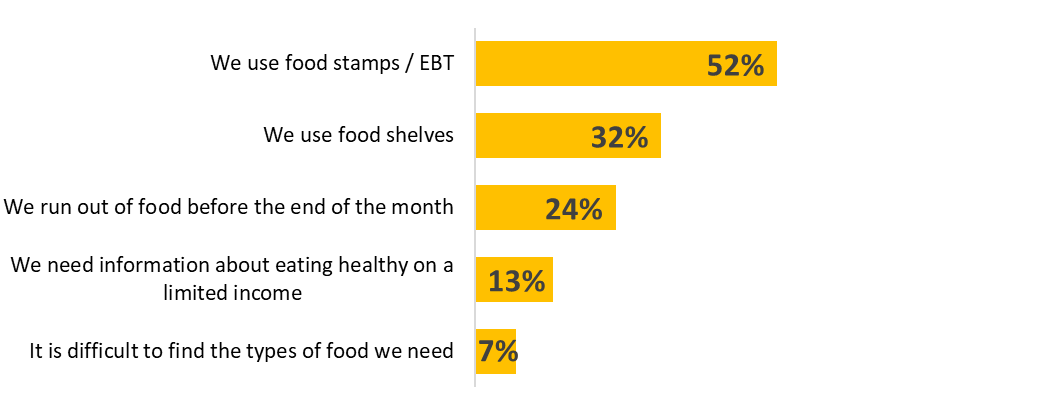 We use food stamps / EBT
52%
We use food shelves
32%
We run out of food before the end of the month
24%
We need information about eating healthy on a
limited income
13%
It is difficult to find the types of food we need
7%